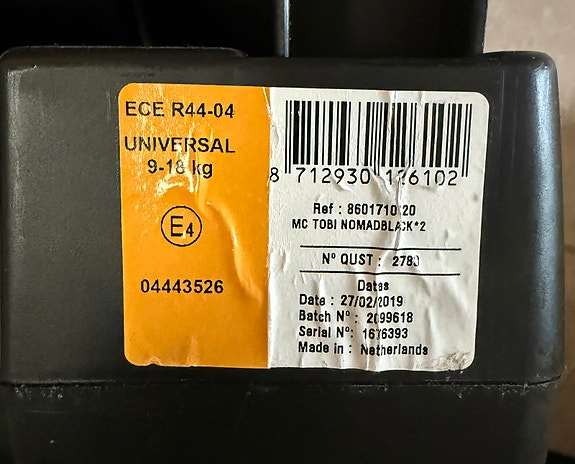 ECE R44-04
UNIVERSAL
9-18 kg
E4
04443526
8 712930 126102
Ref : 8601710120
MC TOBI NOMADBLACK*2
N° QUST : 2780
Datas
Date : 27/02/2019
Batch N° : 2099618
Serial N°: 1676393
Made in : Netherlands